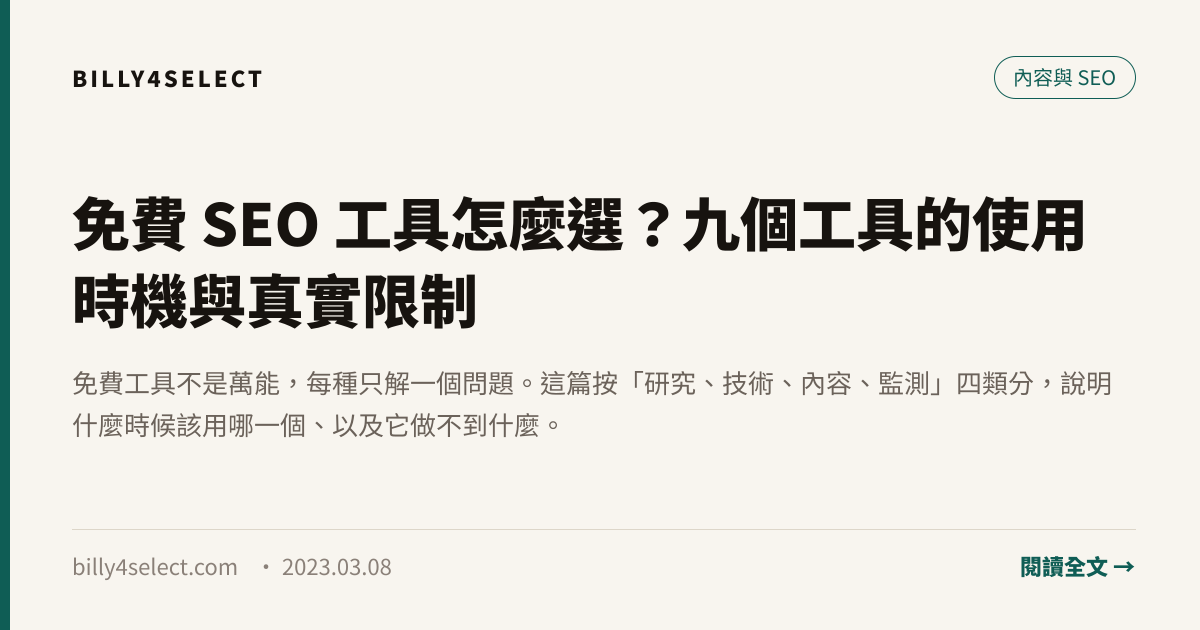 BILLY4SELECT
內容與 SEO
免費 SEO 工具怎麼選？九個工具的使用
時機與真實限制
免費工具不是萬能，每種只解一個問題。這篇按「研究、技術、內容、監測」四類分，說明
什麼時候該用哪一個、以及它做不到什麼。
billy4select.com ・ 2023.03.08
閱讀全文 →